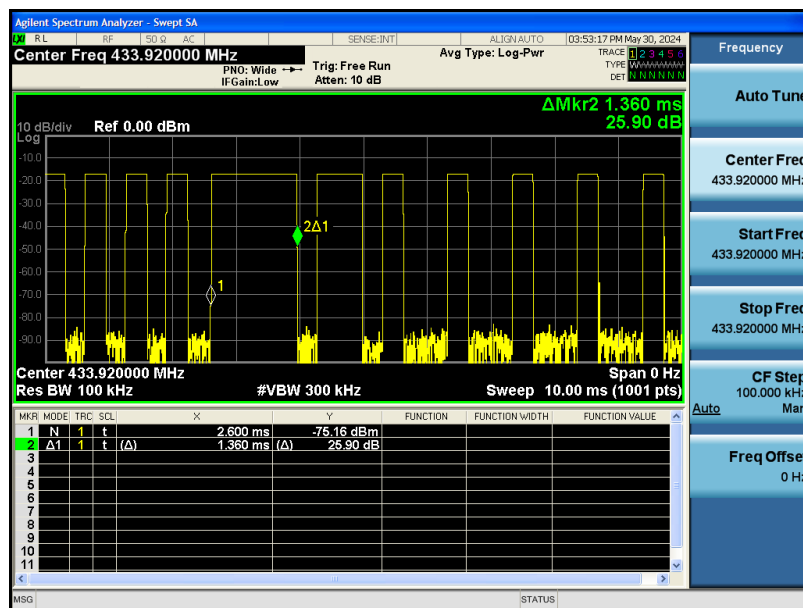 Agilent Spectrum Analyzer - Swept SA
LXI RL RF 50 Ω AC SENSE:INT ALIGN AUTO 03:53:17 PM May 30, 2024
Center Freq 433.920000 MHz Avg Type: Log-Pwr TRACE 1 2 3 4 5 6
PNO: Wide Trig: Free Run TYPE
IFGain:Low Atten: 10 dB DET N N N N N N
ΔMkr2 1.360 ms
25.90 dB
10 dB/div Ref 0.00 dBm
Log
-10.0
-20.0
-30.0
-40.0
2Δ1
-50.0
-60.0
1
-70.0
-80.0
-90.0
Center 433.920000 MHz Span 0 Hz
Res BW 100 kHz #VBW 300 kHz Sweep 10.00 ms (1001 pts)
MKR MODE TRC SCL X Y FUNCTION FUNCTION WIDTH FUNCTION VALUE
1 N 1 t 2.600 ms -75.16 dBm
2 Δ1 1 t (Δ) 1.360 ms (Δ) 25.90 dB
3
4
5
6
7
8
9
10
11
MSG STATUS
Frequency
Auto Tune
Center Freq
433.920000 MHz
Start Freq
433.920000 MHz
Stop Freq
433.920000 MHz
CF Step
100.000 kHz
Auto Man
Freq Offset
0 Hz